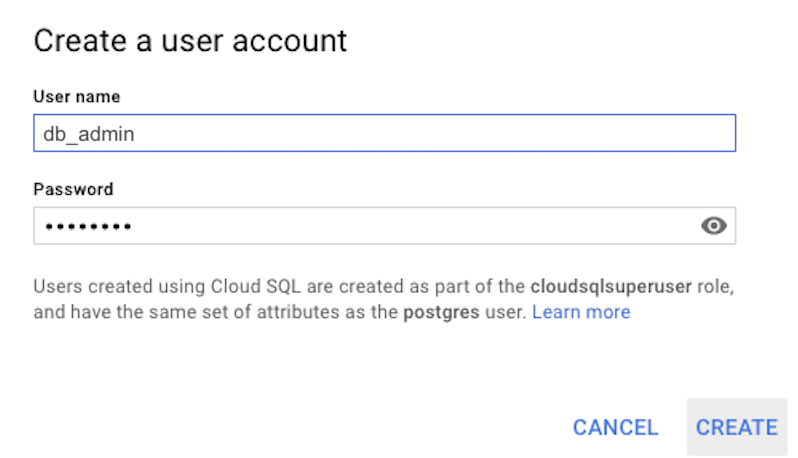 Create a user account
User name
db_admin
Password
••••••••
Users created using Cloud SQL are created as part of the cloudsqlsuperuser role,
and have the same set of attributes as the postgres user. Learn more
CANCEL CREATE